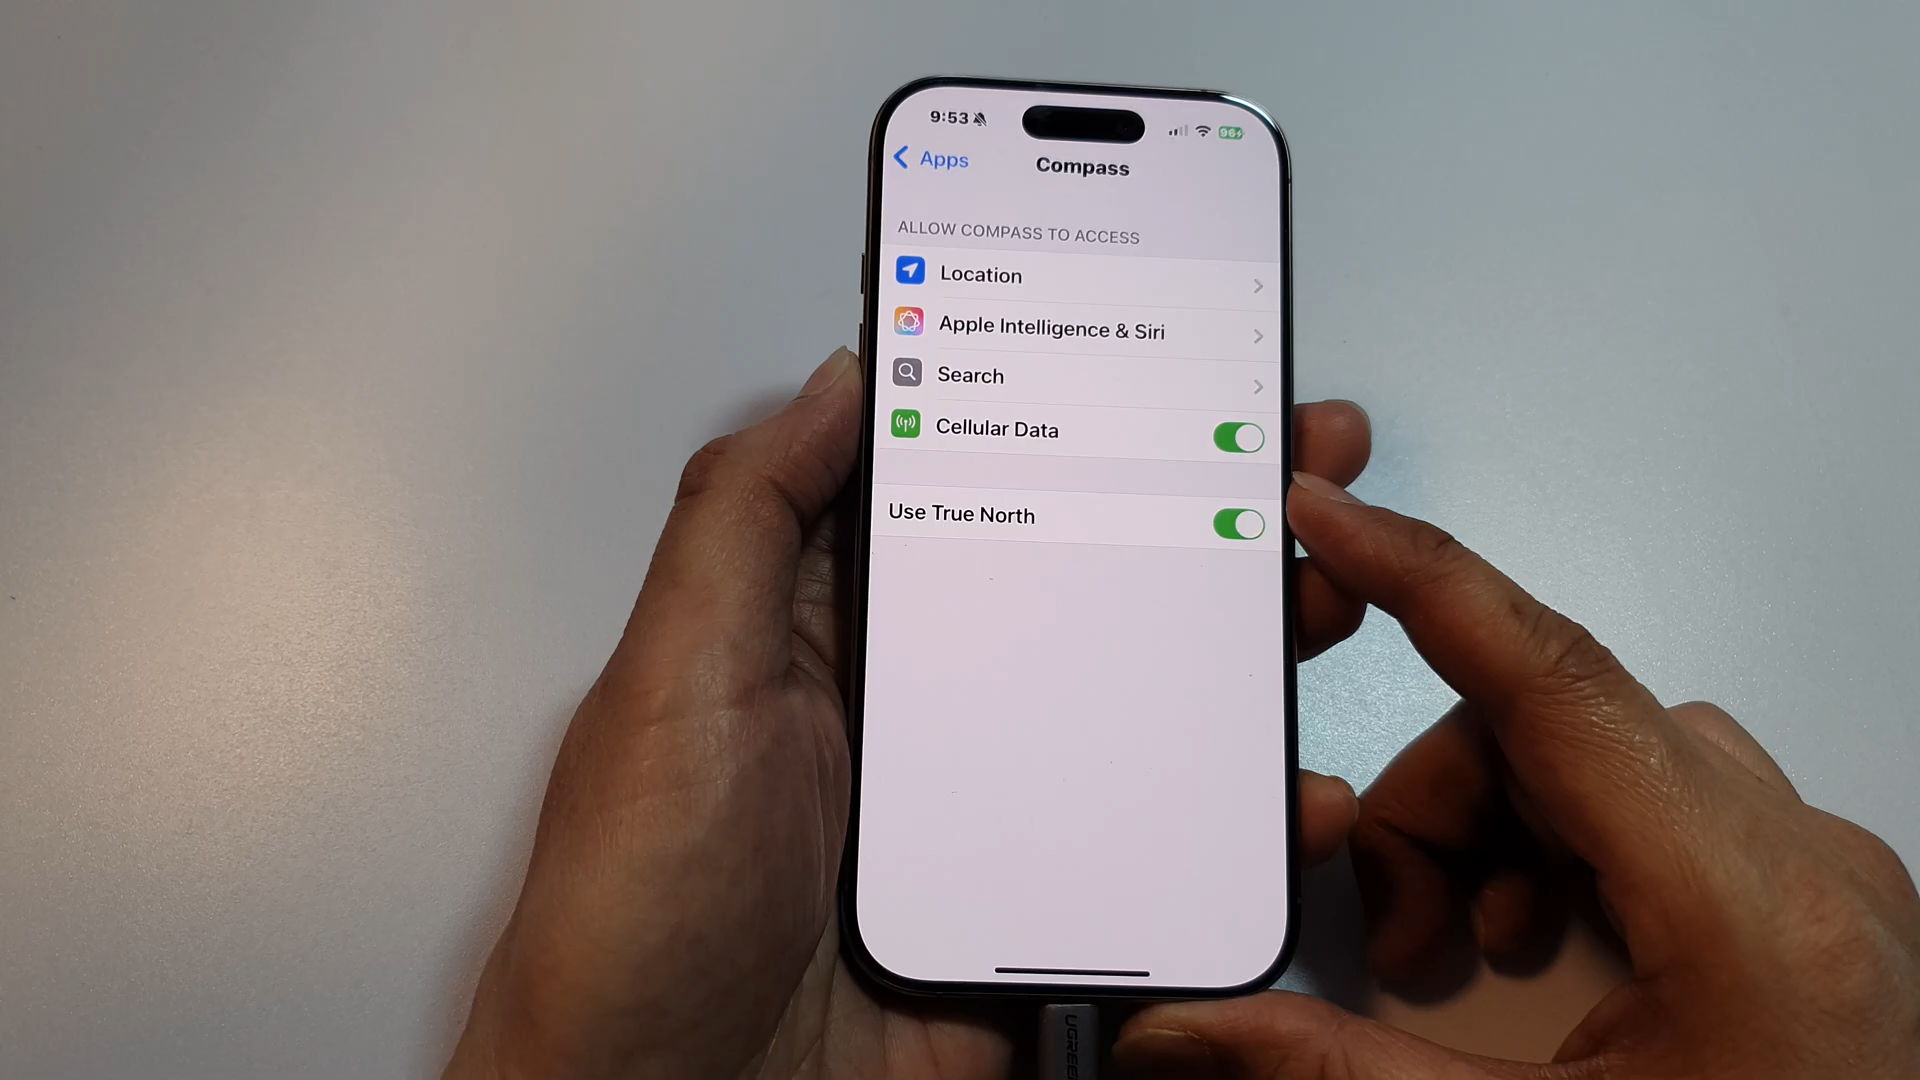 9:53
96
Apps
Compass
ALLOW COMPASS TO ACCESS
Location
Apple Intelligence & Siri
Search
Cellular Data
Use True North
UGREE